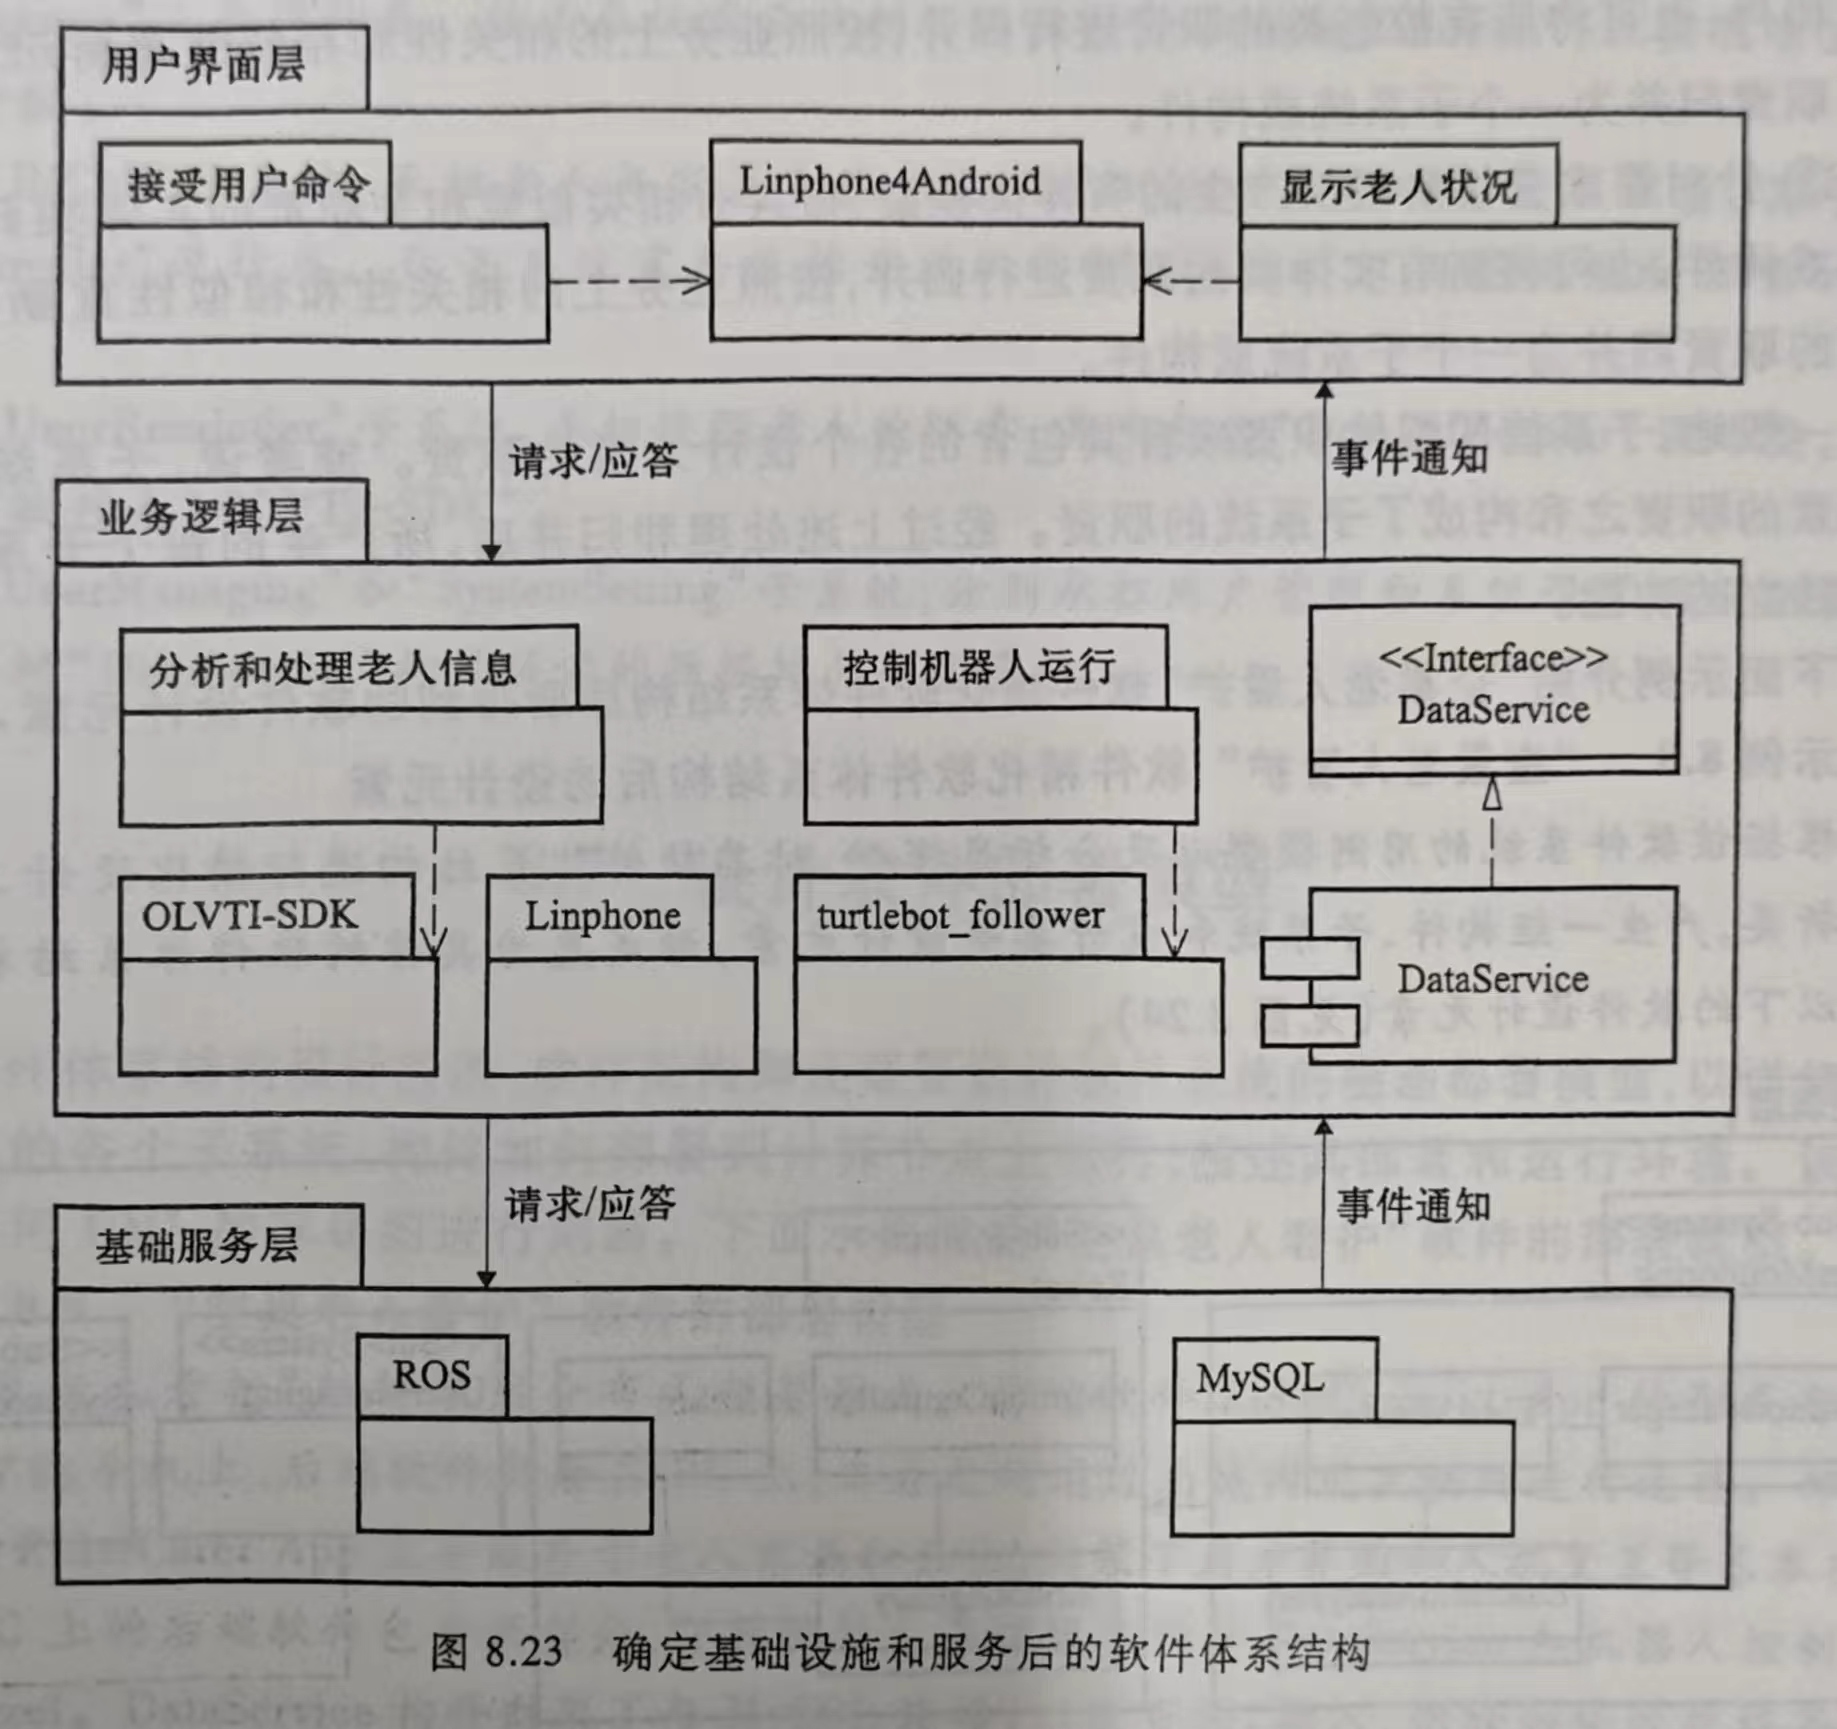 用户界面层
接受用户命令
Linphone4Android
显示老人状况
请求/应答
事件通知
业务逻辑层
分析和处理老人信息
控制机器人运行
<<Interface>>
DataService
OLVTI-SDK
Linphone
turtlebot_follower
DataService
请求/应答
事件通知
基础服务层
ROS
MySQL
图 8.23 确定基础设施和服务后的软件体系结构